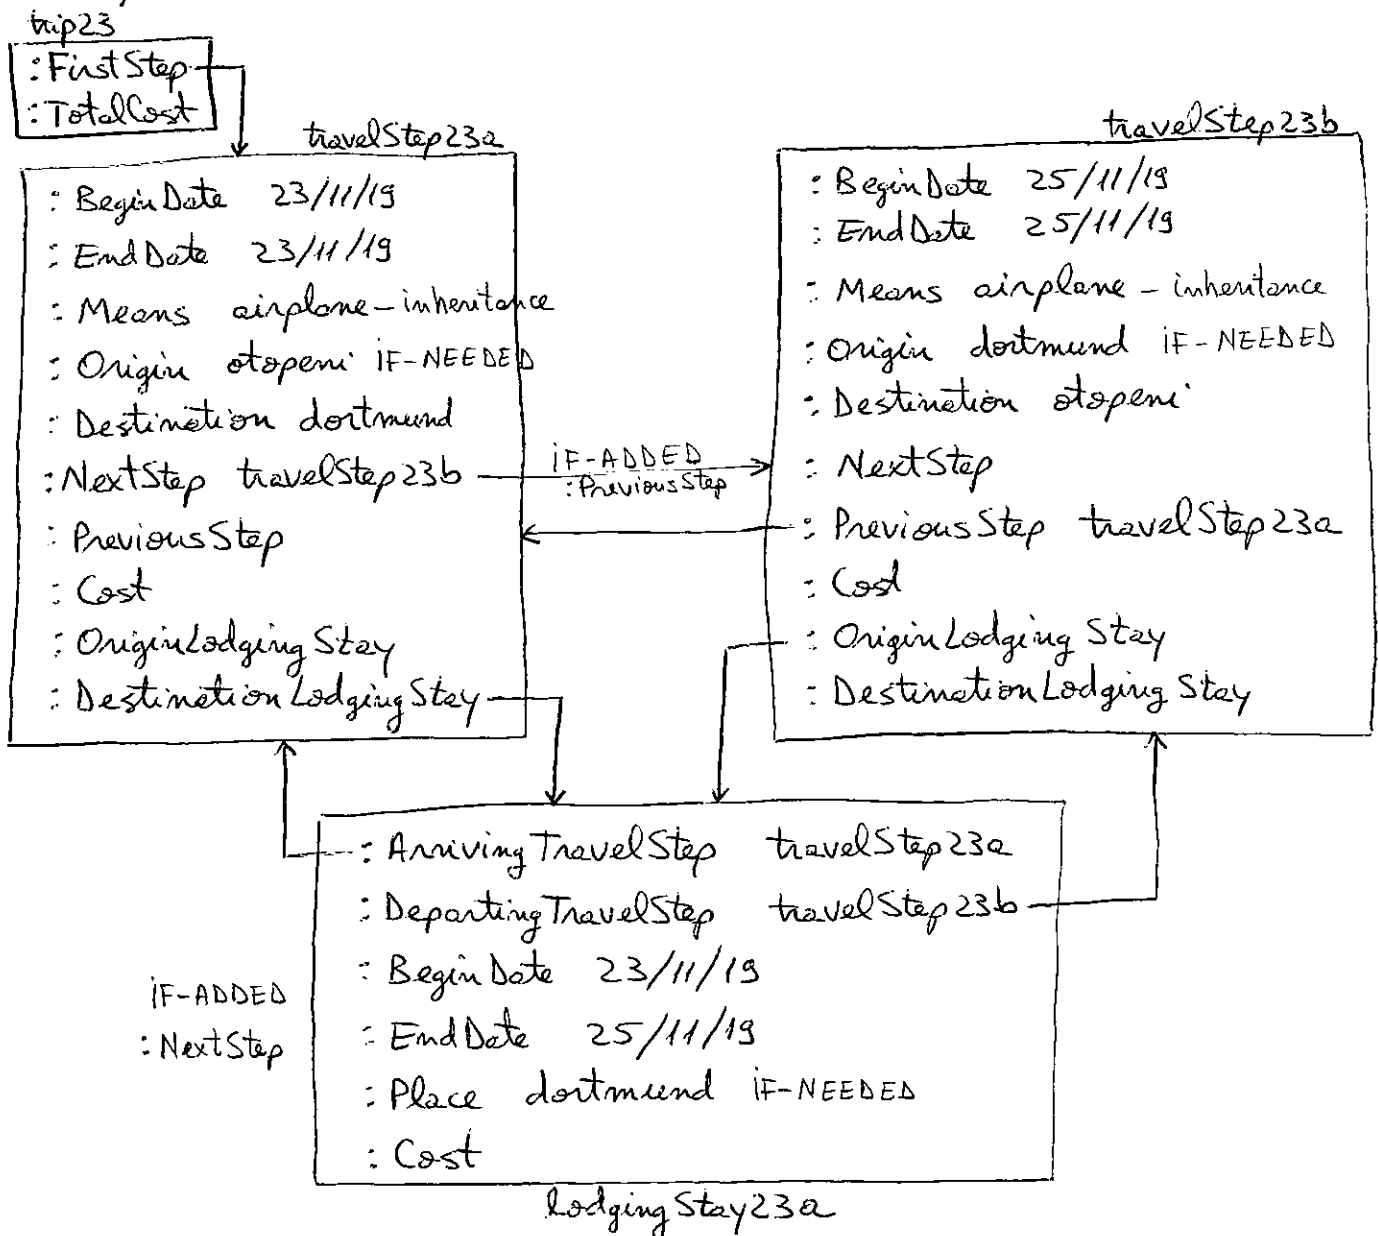 trip23
:FirstStep
:TotalCost
travelStep23a
:BeginDate 23/11/19
:EndDate 23/11/19
:Means airplane-inheritance
:Origin otopeni IF-NEEDED
:Destination dortmund
:NextStep travelStep23b
:PreviousStep
:Cost
:OriginLodgingStay
:DestinationLodgingStay
IF-ADDED
:PreviousStep
travelStep23b
:BeginDate 25/11/19
:EndDate 25/11/19
:Means airplane-inheritance
:Origin dortmund IF-NEEDED
:Destination otopeni
:NextStep
:PreviousStep travelStep23a
:Cost
:OriginLodgingStay
:DestinationLodgingStay
:ArrivingTravelStep travelStep23a
:DepartingTravelStep travelStep23b
:BeginDate 23/11/19
:EndDate 25/11/19
:Place dortmund IF-NEEDED
:Cost
IF-ADDED
:NextStep
lodgingStay23a